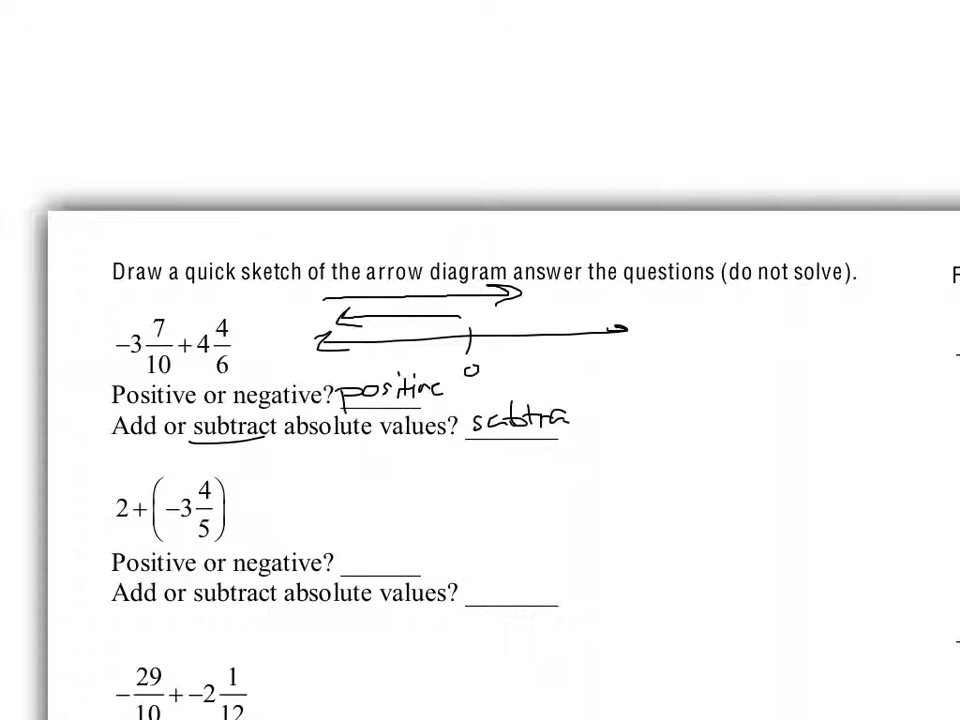 Draw a quick sketch of the arrow diagram answer the questions (do not solve).
F
−3 7/10 + 4 4/6
0
Positive or negative? positive
Add or subtract absolute values? subtra
2 + (−3 4/5)
Positive or negative? ______
Add or subtract absolute values? ______
−29/10 + −2 1/12